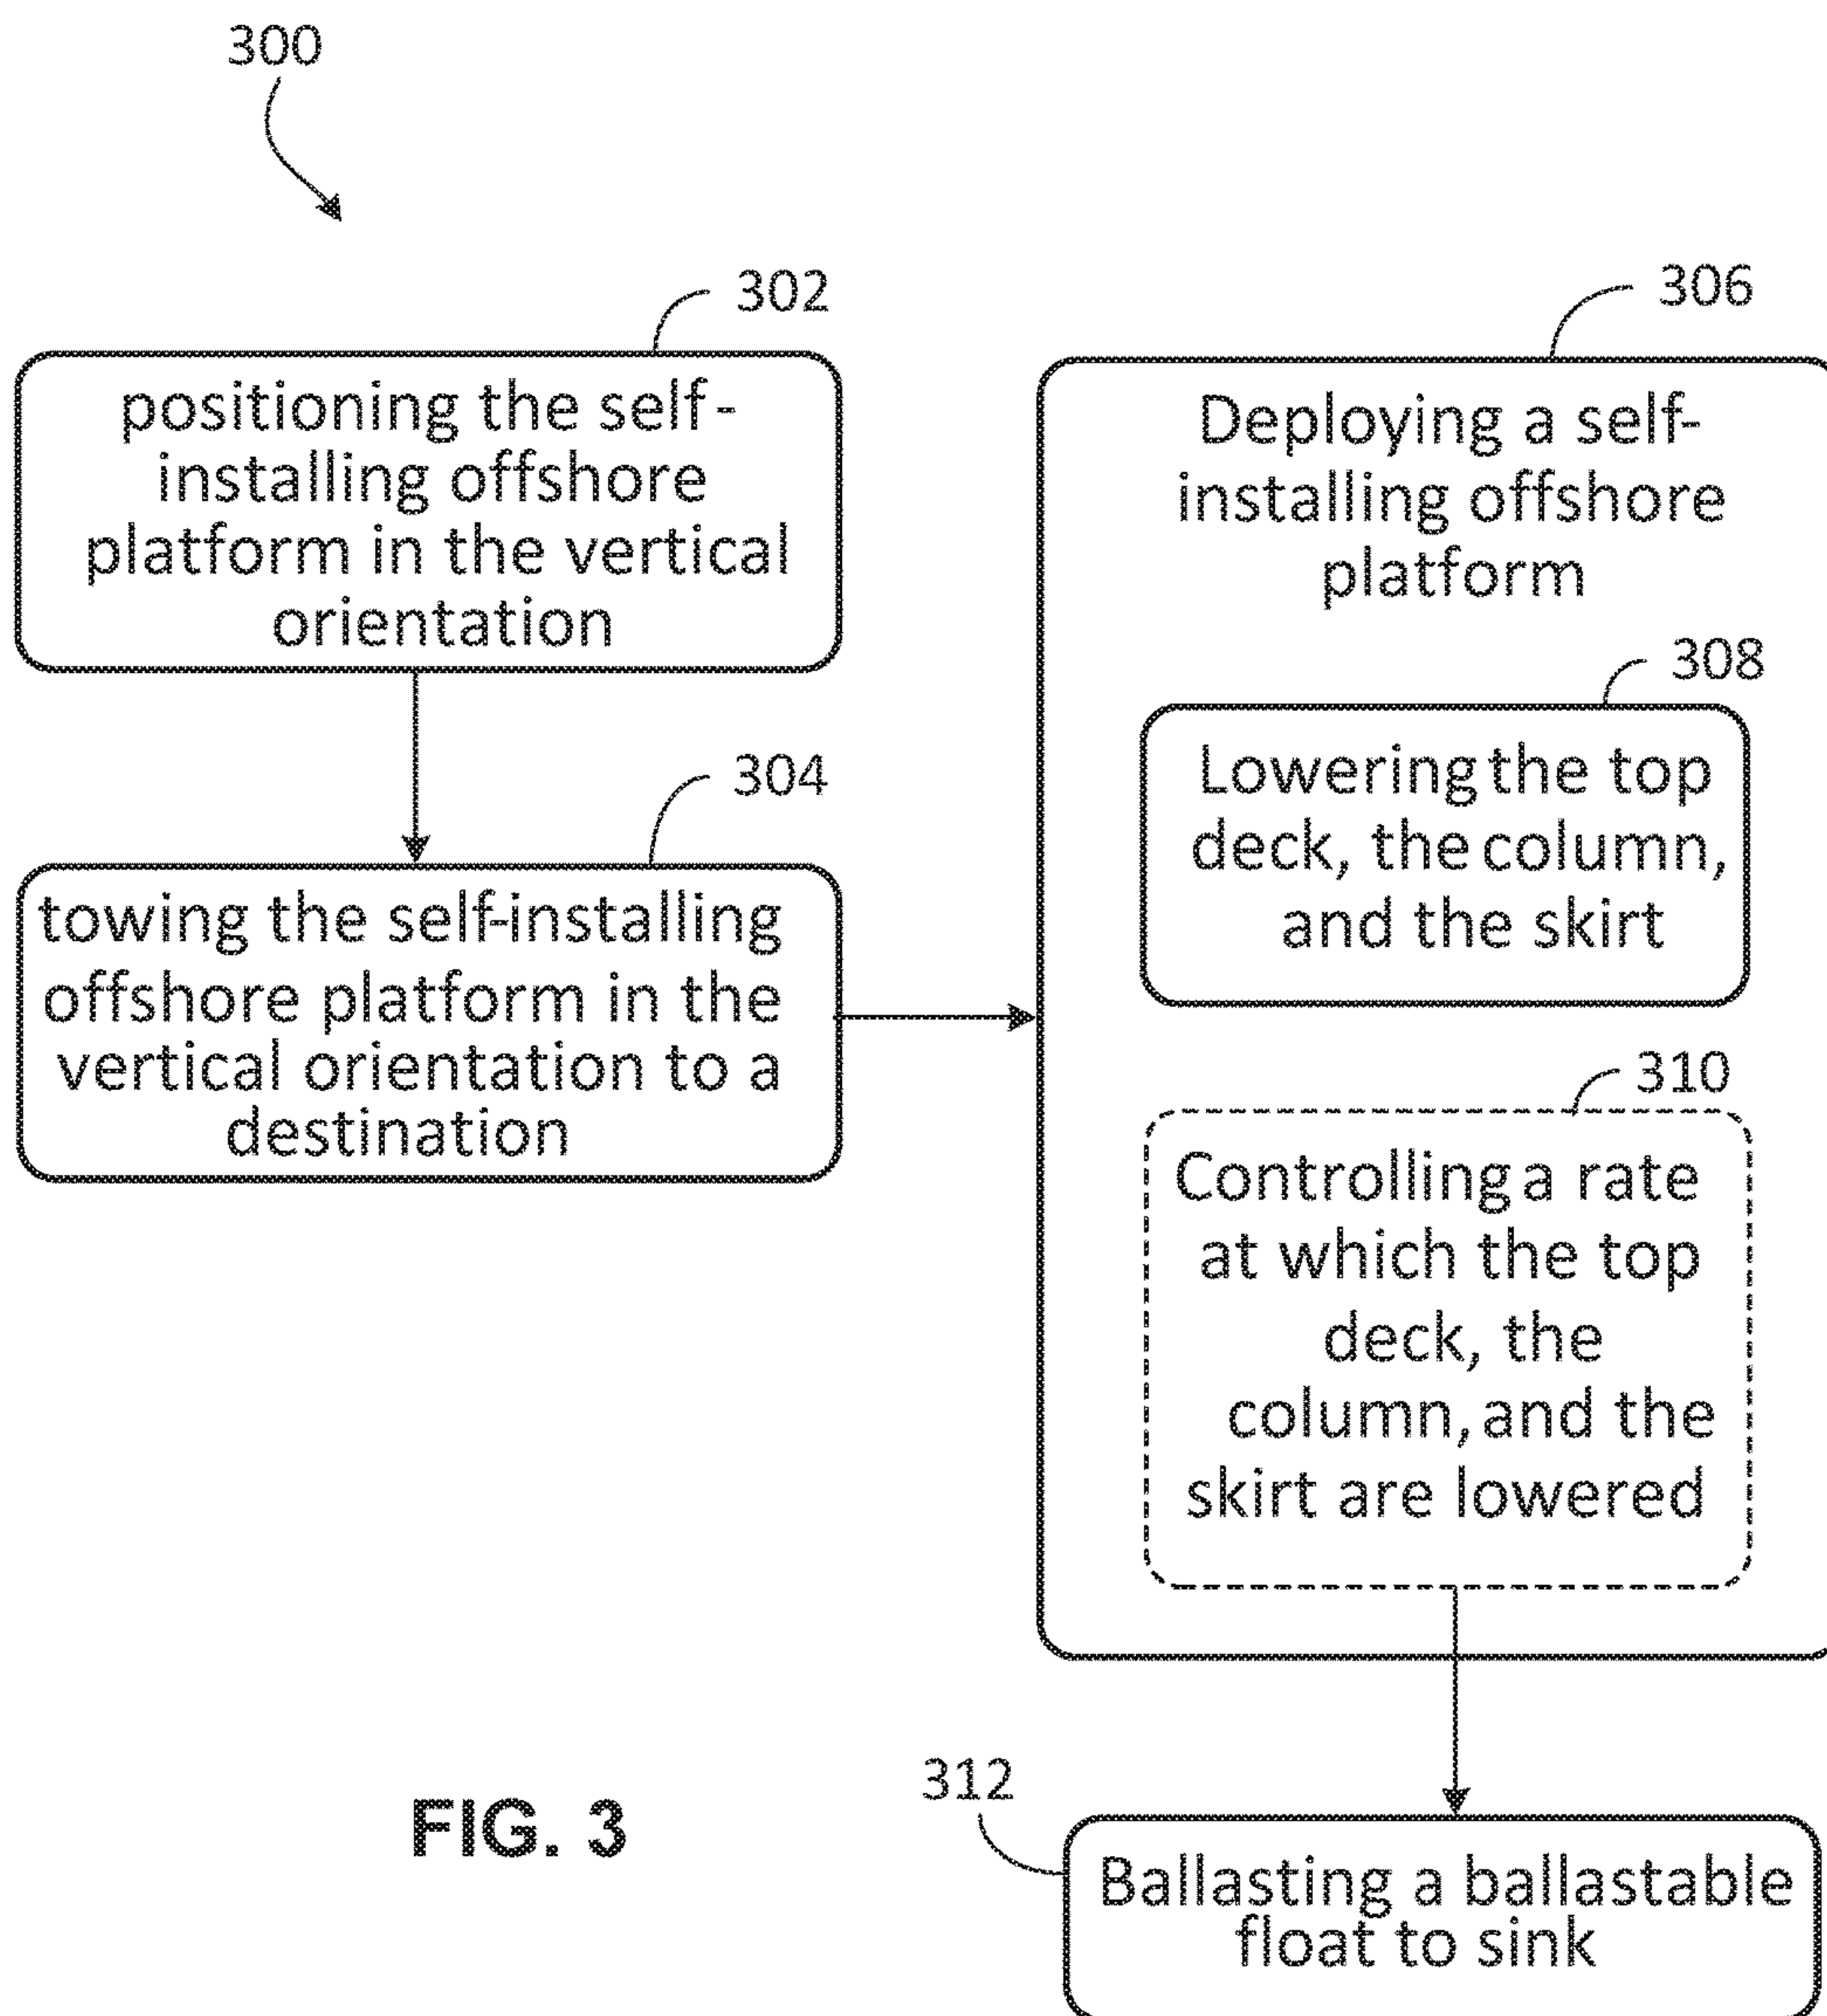 300
302
positioning the self-
installing offshore
platform in the vertical
orientation
304
towing the self-installing
offshore platform in the
vertical orientation to a
destination
306
Deploying a self-
installing offshore
platform
308
Lowering the top
deck, the column,
and the skirt
310
Controlling a rate
at which the top
deck, the
column, and the
skirt are lowered
312
Ballasting a ballastable
float to sink
FIG. 3